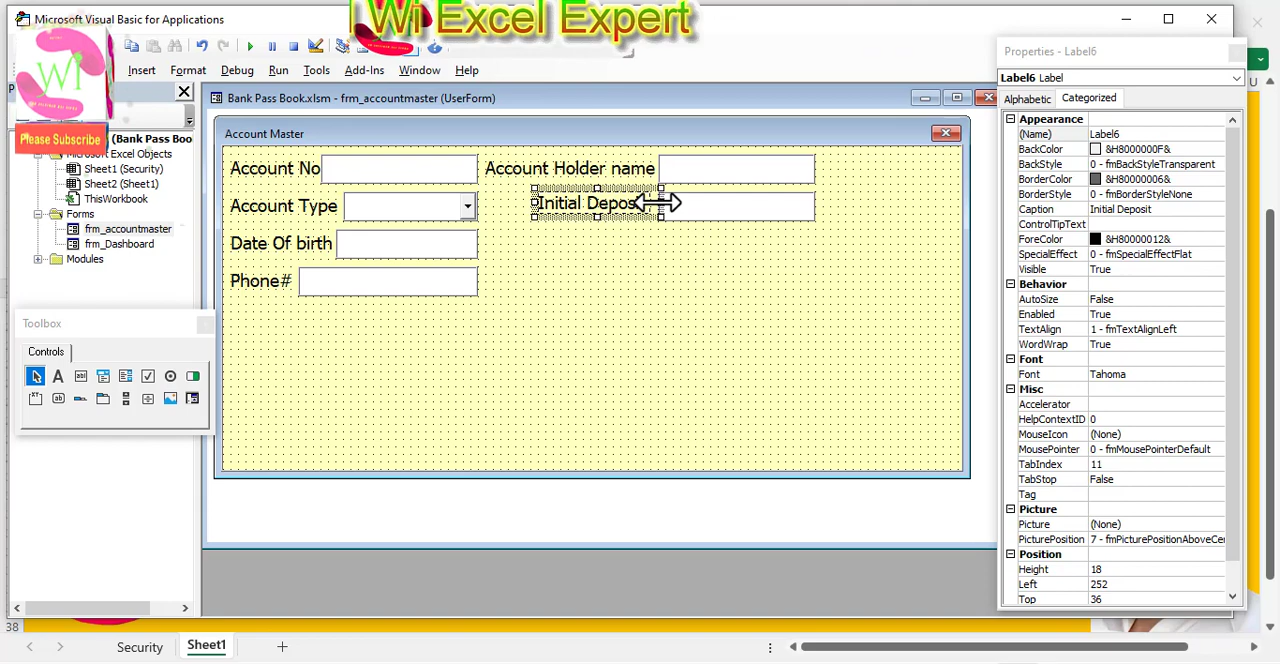 Microsoft Visual Basic for Applications
Wi Excel Expert
Wi
Please Subscribe
Insert Format Debug Run Tools Add-Ins Window Help
(Bank Pass Boo
Microsoft Excel Objects
Sheet1 (Security)
Sheet2 (Sheet1)
ThisWorkbook
Forms
frm_accountmaster
frm_Dashboard
Modules
Toolbox
Controls
Bank Pass Book.xlsm - frm_accountmaster (UserForm)
Account Master
Account No Account Holder name
Account Type Initial Depos
Date Of birth
Phone#
Properties - Label6
Label6 Label
Alphabetic Categorized
Appearance
(Name) Label6
BackColor &H8000000F&
BackStyle 0 - fmBackStyleTransparent
BorderColor &H80000006&
BorderStyle 0 - fmBorderStyleNone
Caption Initial Deposit
ControlTipText
ForeColor &H80000012&
SpecialEffect 0 - fmSpecialEffectFlat
Visible True
Behavior
AutoSize False
Enabled True
TextAlign 1 - fmTextAlignLeft
WordWrap True
Font
Font Tahoma
Misc
Accelerator
HelpContextID 0
MouseIcon (None)
MousePointer 0 - fmMousePointerDefault
TabIndex 11
TabStop False
Tag
Picture
Picture (None)
PicturePosition 7 - fmPicturePositionAboveCe
Position
Height 18
Left 252
Top 36
U
38
Security Sheet1